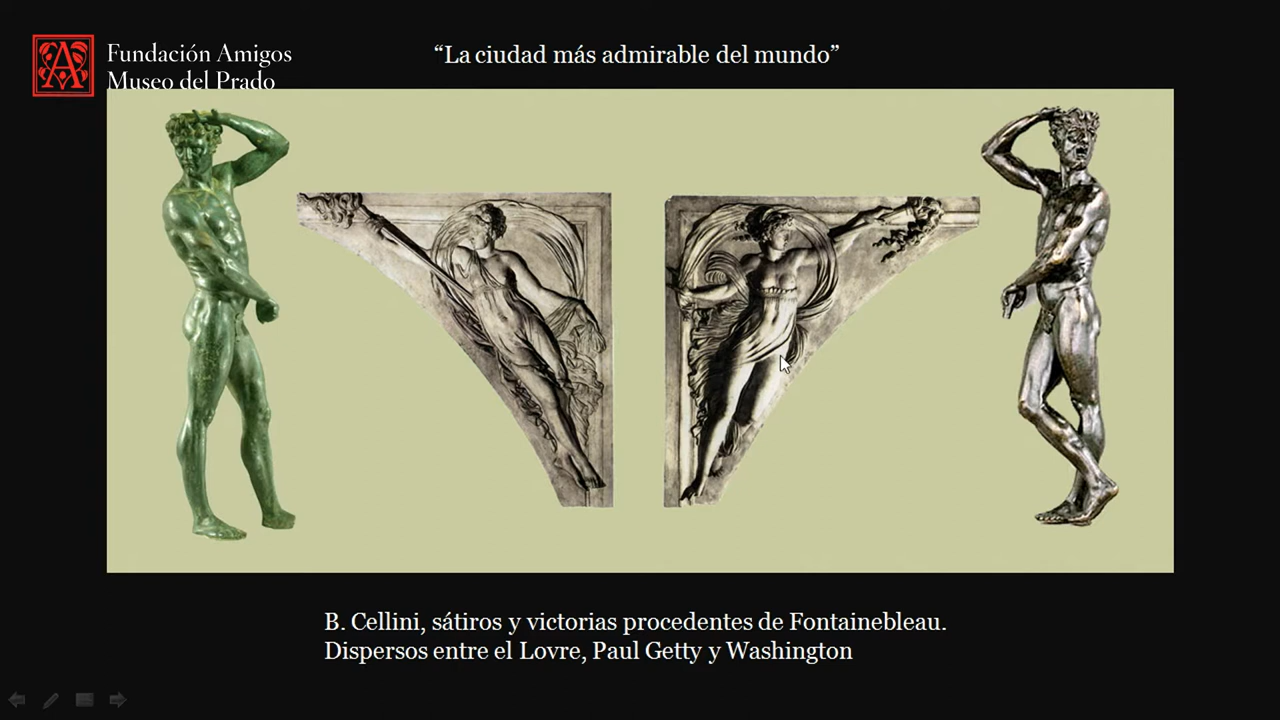 Fundación Amigos
Museo del Prado
“La ciudad más admirable del mundo”
B. Cellini, sátiros y victorias procedentes de Fontainebleau.
Dispersos entre el Lovre, Paul Getty y Washington